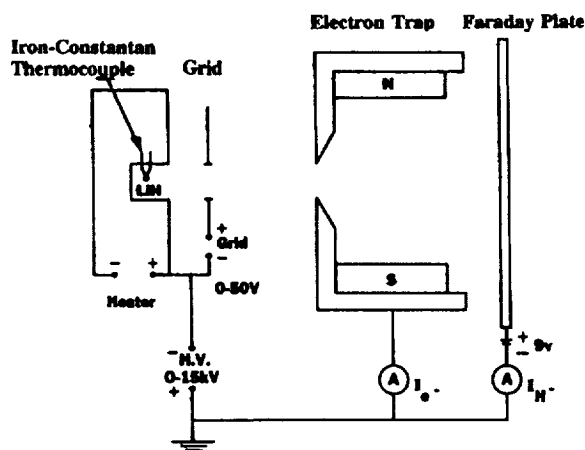 Electron Trap
Faraday Plate
Iron-Constantan
Thermocouple
Grid
N
LiH
+
Grid
-
0-50V
- +
Heater
S
- H.V.
0-15kV
+
+
9v
-
A I e-
A I H-